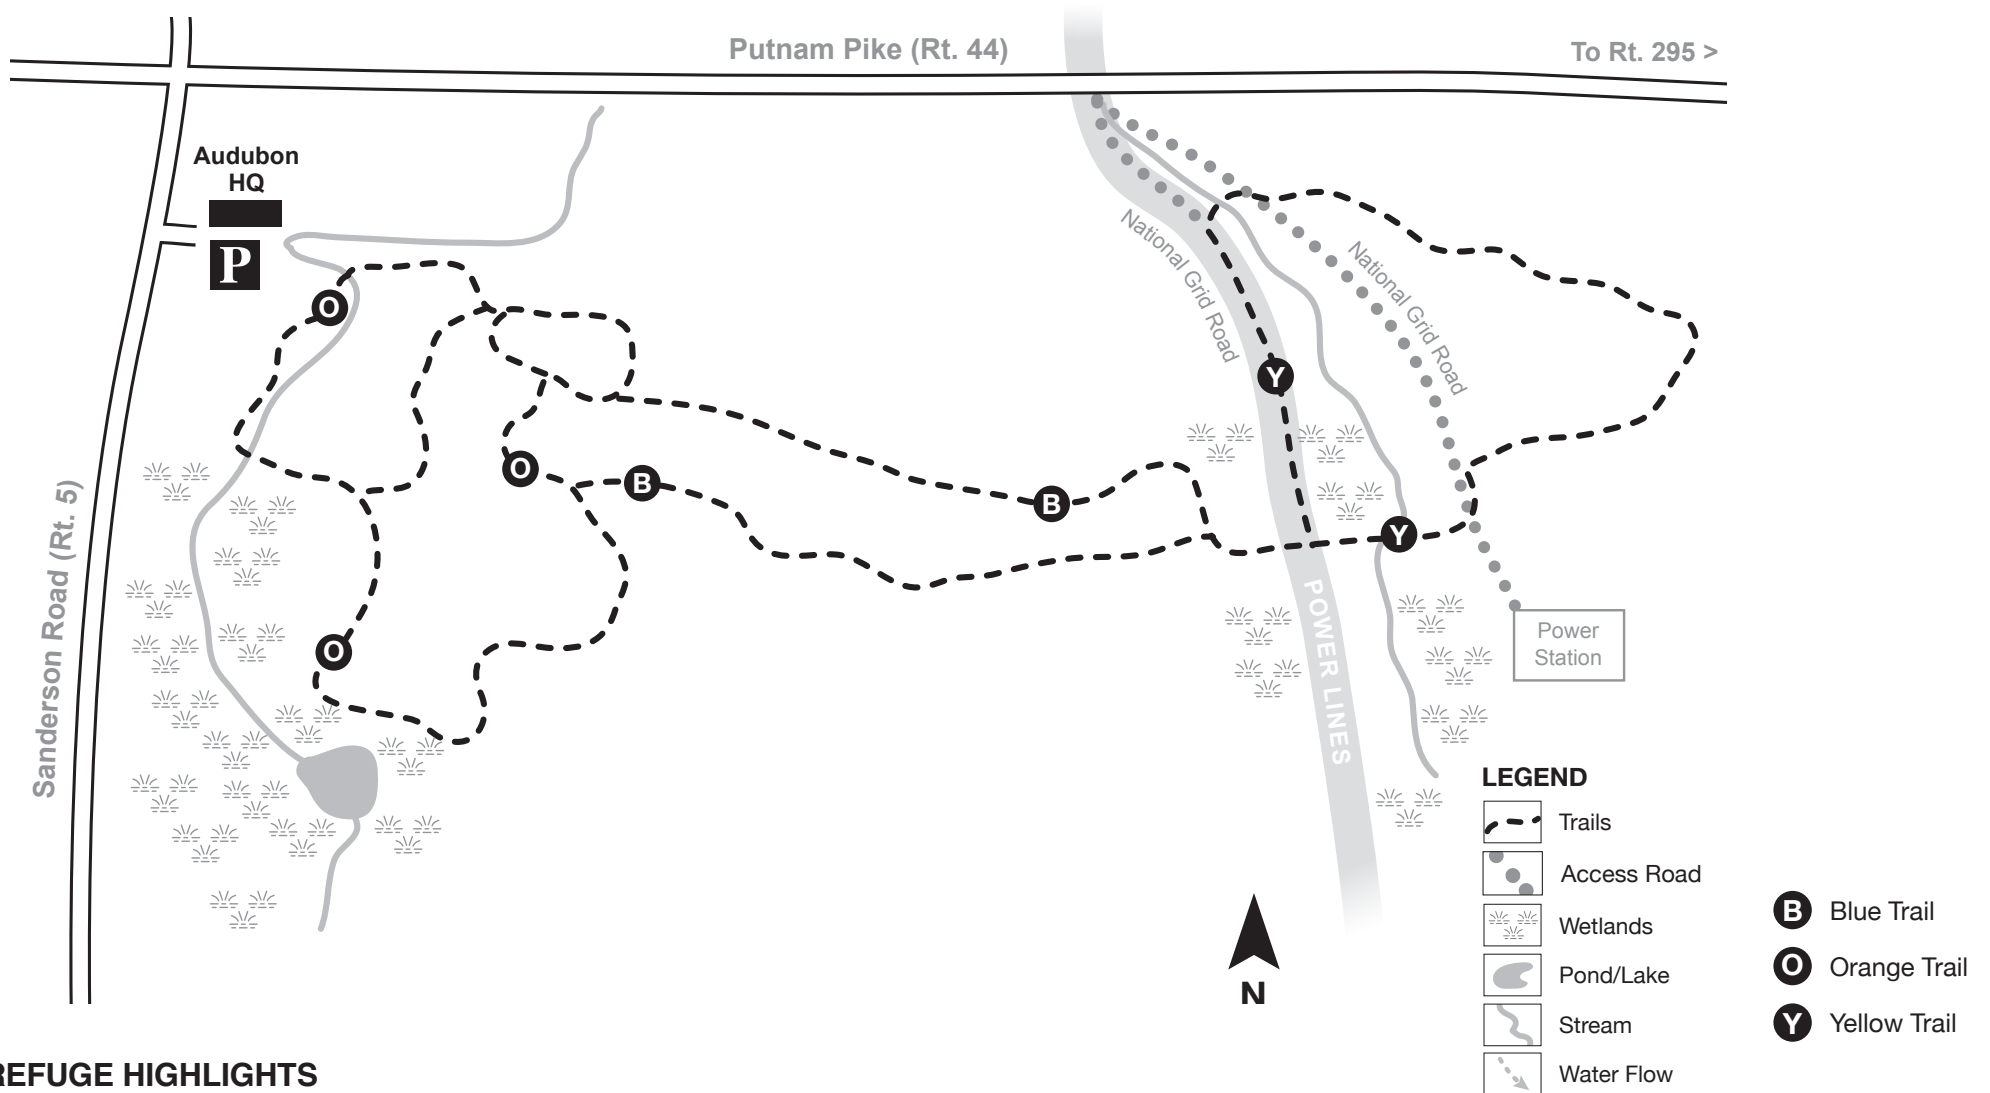 Putnam Pike (Rt. 44)
To Rt. 295 >
Audubon
HQ
P
Sanderson Road (Rt. 5)
National Grid Road
National Grid Road
O
O
O
B
B
Y
Y
POWER LINES
Power
Station
N
LEGEND
Trails
Access Road
Wetlands
Pond/Lake
Stream
Water Flow
B Blue Trail
O Orange Trail
Y Yellow Trail
REFUGE HIGHLIGHTS